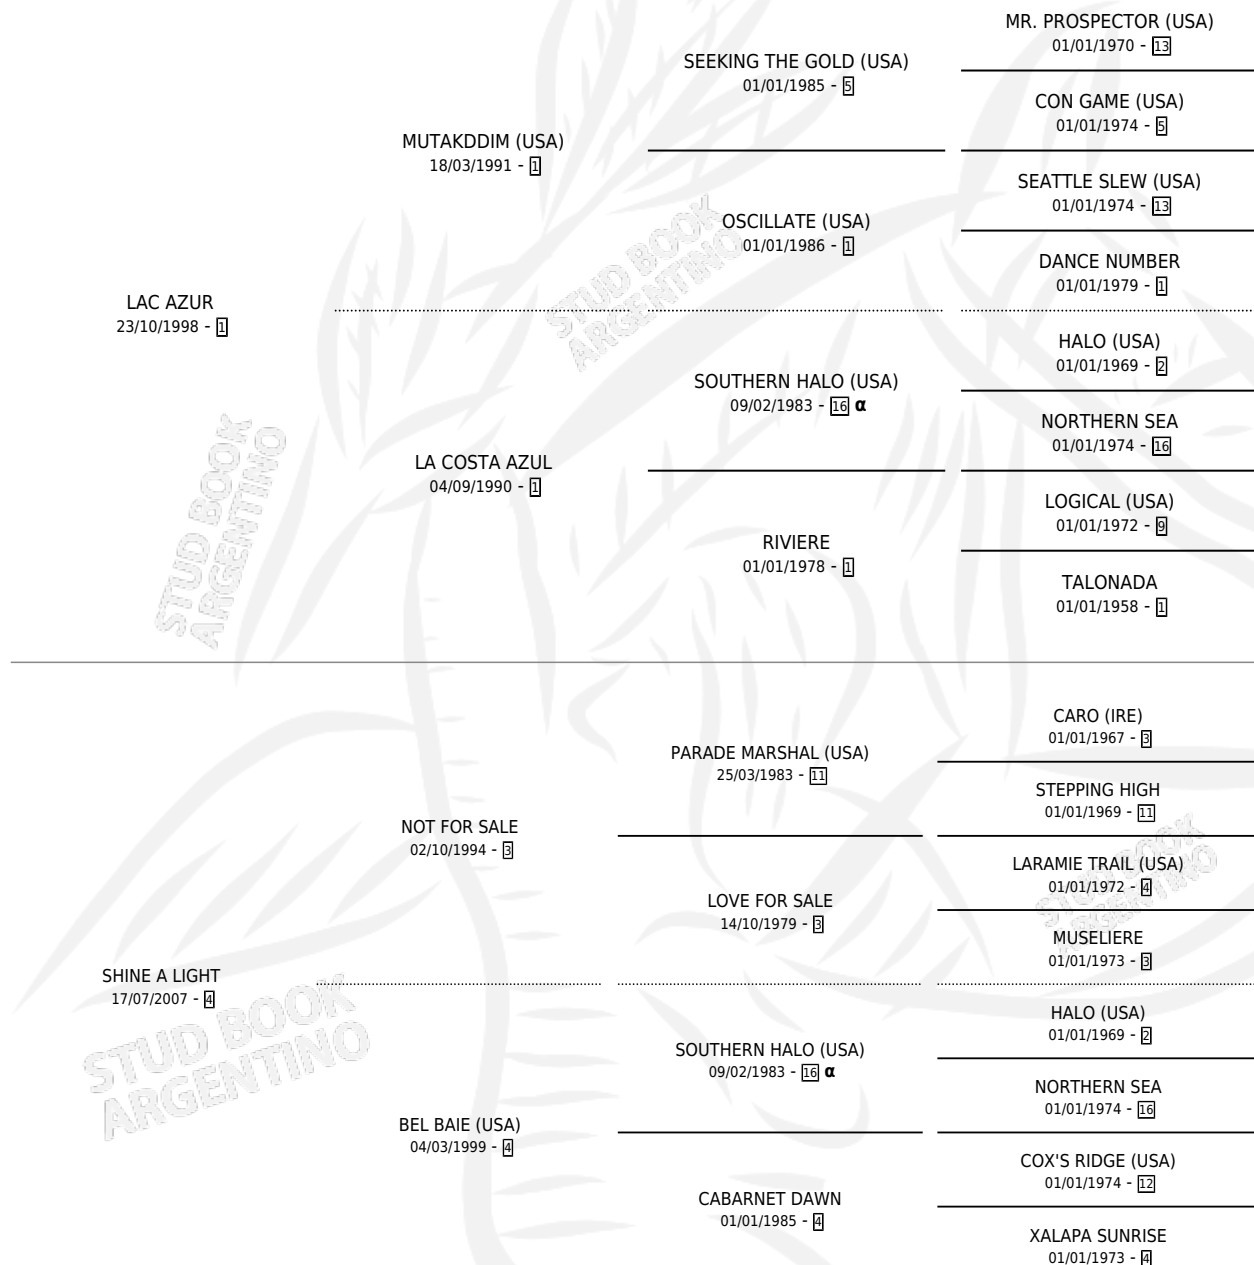 MR. PROSPECTOR (USA)
01/01/1970 - 13
SEEKING THE GOLD (USA)
01/01/1985 - 5
CON GAME (USA)
01/01/1974 - 5
MUTAKDDIM (USA)
18/03/1991 - 1
SEATTLE SLEW (USA)
01/01/1974 - 13
OSCILLATE (USA)
01/01/1986 - 1
STUD BOOK
ARGENTINO
DANCE NUMBER
01/01/1979 - 1
LAC AZUR
23/10/1998 - 1
HALO (USA)
01/01/1969 - 2
SOUTHERN HALO (USA)
09/02/1983 - 16 α
NORTHERN SEA
01/01/1974 - 16
LA COSTA AZUL
04/09/1990 - 1
STUD BOOK
ARGENTINO
LOGICAL (USA)
01/01/1972 - 9
RIVIERE
01/01/1978 - 1
TALONADA
01/01/1958 - 1
CARO (IRE)
01/01/1967 - 3
PARADE MARSHAL (USA)
25/03/1983 - 11
STEPPING HIGH
01/01/1969 - 11
NOT FOR SALE
02/10/1994 - 3
LARAMIE TRAIL (USA)
01/01/1972 - 4
STUD BOOK
ARGENTINO
LOVE FOR SALE
14/10/1979 - 3
MUSELIERE
01/01/1973 - 3
SHINE A LIGHT
17/07/2007 - 4
STUD BOOK
ARGENTINO
HALO (USA)
01/01/1969 - 2
SOUTHERN HALO (USA)
09/02/1983 - 16 α
NORTHERN SEA
01/01/1974 - 16
BEL BAIE (USA)
04/03/1999 - 4
COX'S RIDGE (USA)
01/01/1974 - 12
CABARNET DAWN
01/01/1985 - 4
XALAPA SUNRISE
01/01/1973 - 4